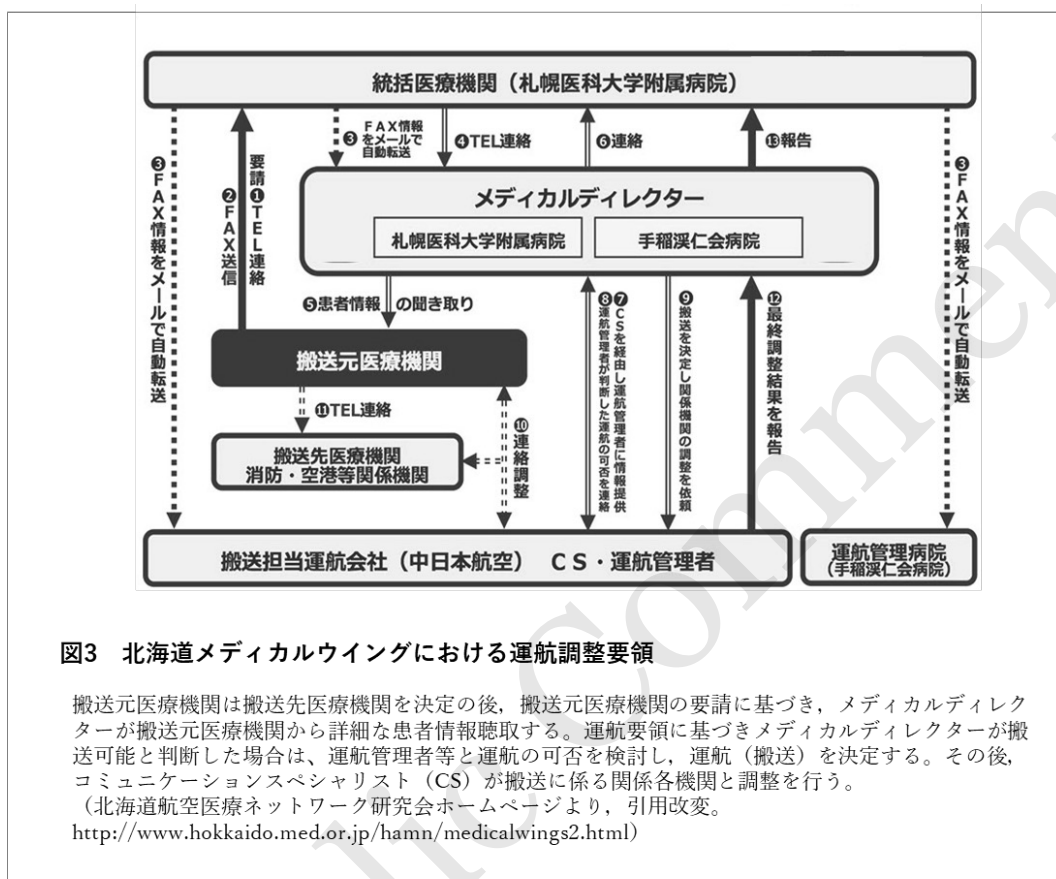 統括医療機関（札幌医科大学附属病院）
❸FAX情報をメールで自動転送
❷FAX送信
要請❶TEL連絡
❸FAX情報
をメールで
自動転送
❹TEL連絡
❻連絡
⓭報告
❸FAX情報をメールで自動転送
メディカルディレクター
札幌医科大学附属病院
手稲渓仁会病院
❺患者情報の聞き取り
搬送元医療機関
⓫TEL連絡
搬送先医療機関
消防・空港等関係機関
❿連絡調整
❼CSを経由し運航管理者に情報提供
❽運航管理者が判断した運航の可否を連絡
❾搬送を決定し関係機関の調整を依頼
⓬最終調整結果を報告
搬送担当運航会社（中日本航空）　CS・運航管理者
運航管理病院
（手稲渓仁会病院）
図3　北海道メディカルウイングにおける運航調整要領
搬送元医療機関は搬送先医療機関を決定の後，搬送元医療機関の要請に基づき，メディカルディレク
ターが搬送元医療機関から詳細な患者情報聴取する。運航要領に基づきメディカルディレクターが搬
送可能と判断した場合は、運航管理者等と運航の可否を検討し，運航（搬送）を決定する。その後，
コミュニケーションスペシャリスト（CS）が搬送に係る関係各機関と調整を行う。
（北海道航空医療ネットワーク研究会ホームページより，引用改変。
http://www.hokkaido.med.or.jp/hamn/medicalwings2.html）